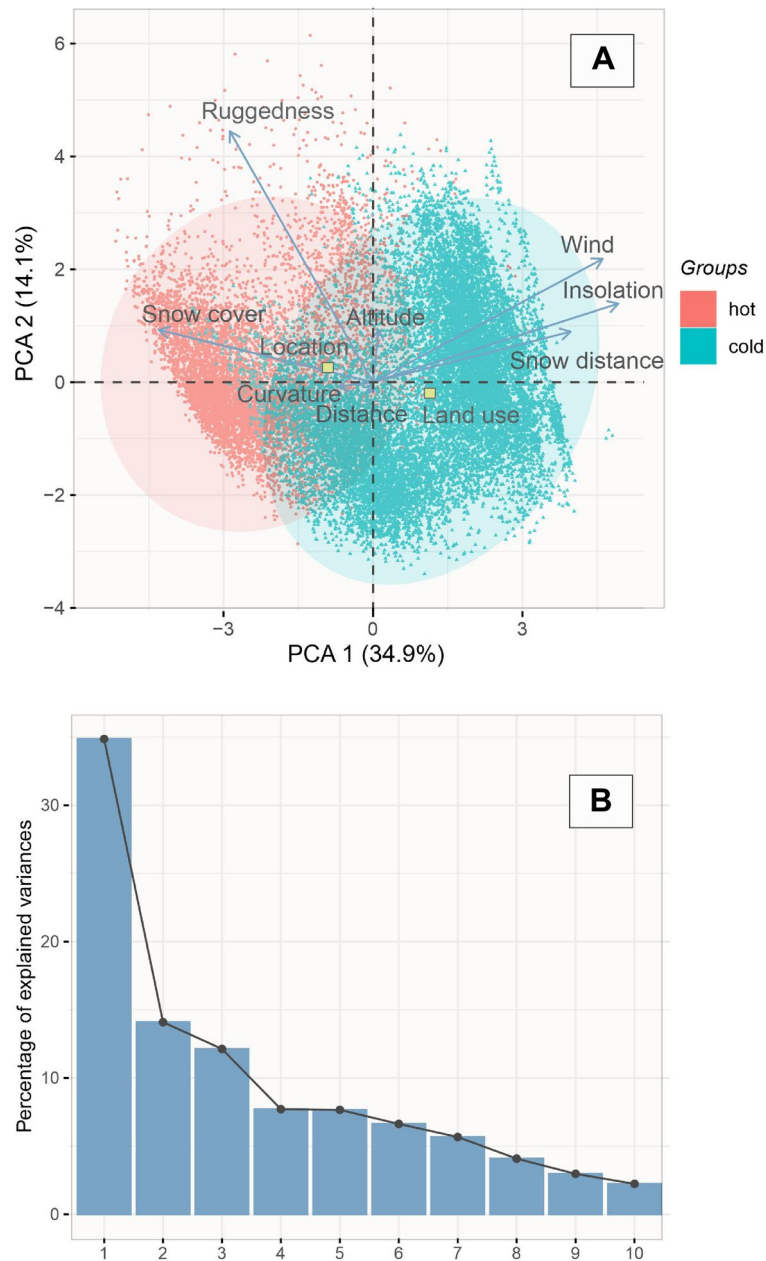 A
6
4
2
0
−2
−4
PCA 2 (14.1%)
Ruggedness
Wind
Insolation
Snow cover
Altitude
Location
Snow distance
Curvature
Distance
Land use
Groups
hot
cold
−3
0
3
PCA 1 (34.9%)
B
30
20
10
0
Percentage of explained variances
1 2 3 4 5 6 7 8 9 10